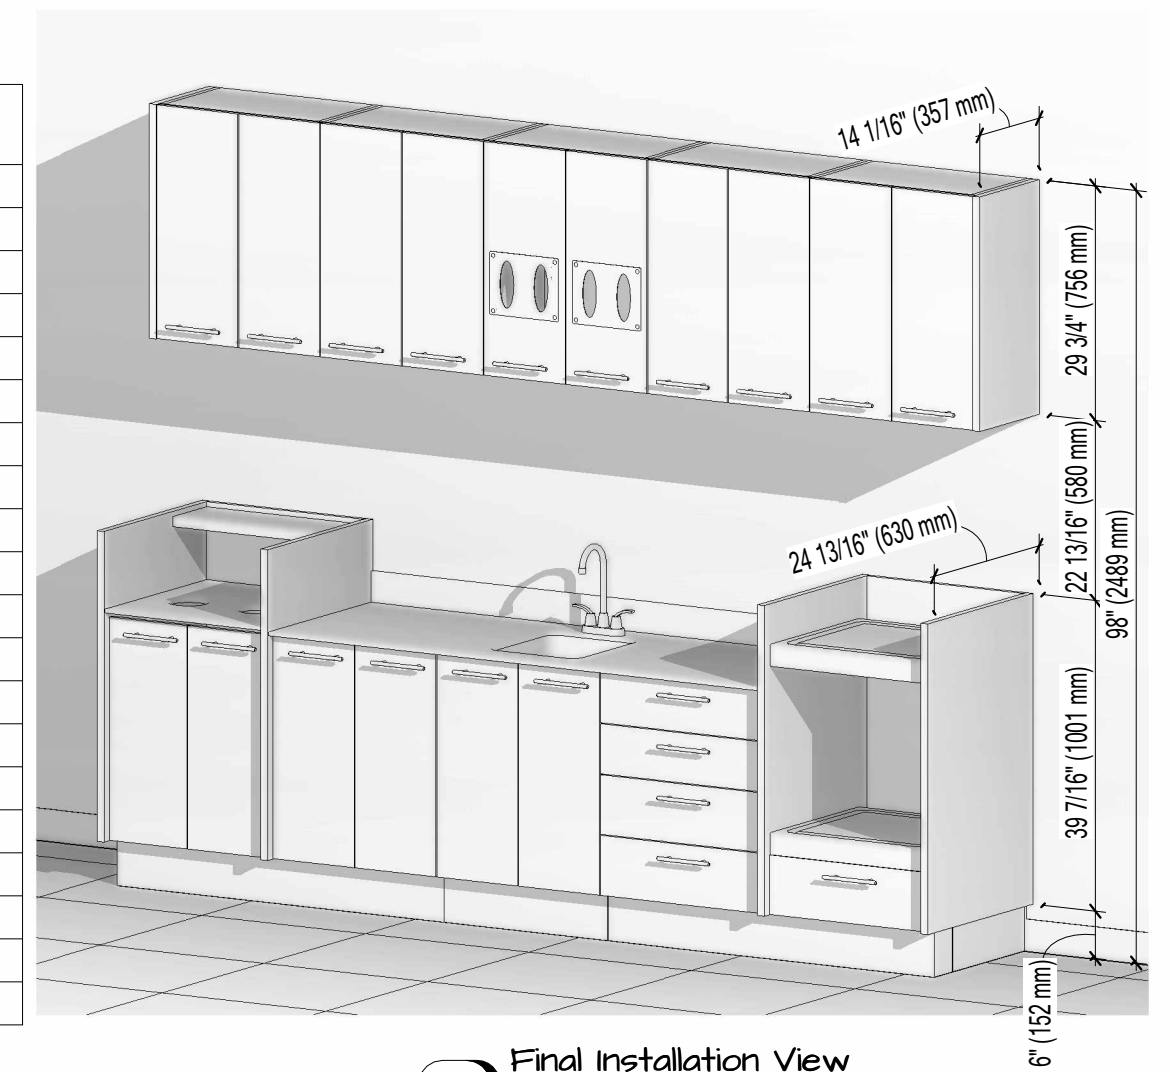 14 1/16" (357 mm)
29 3/4" (756 mm)
22 13/16" (580 mm)
98" (2489 mm)
24 13/16" (630 mm)
39 7/16" (1001 mm)
6" (152 mm)
Final Installation View